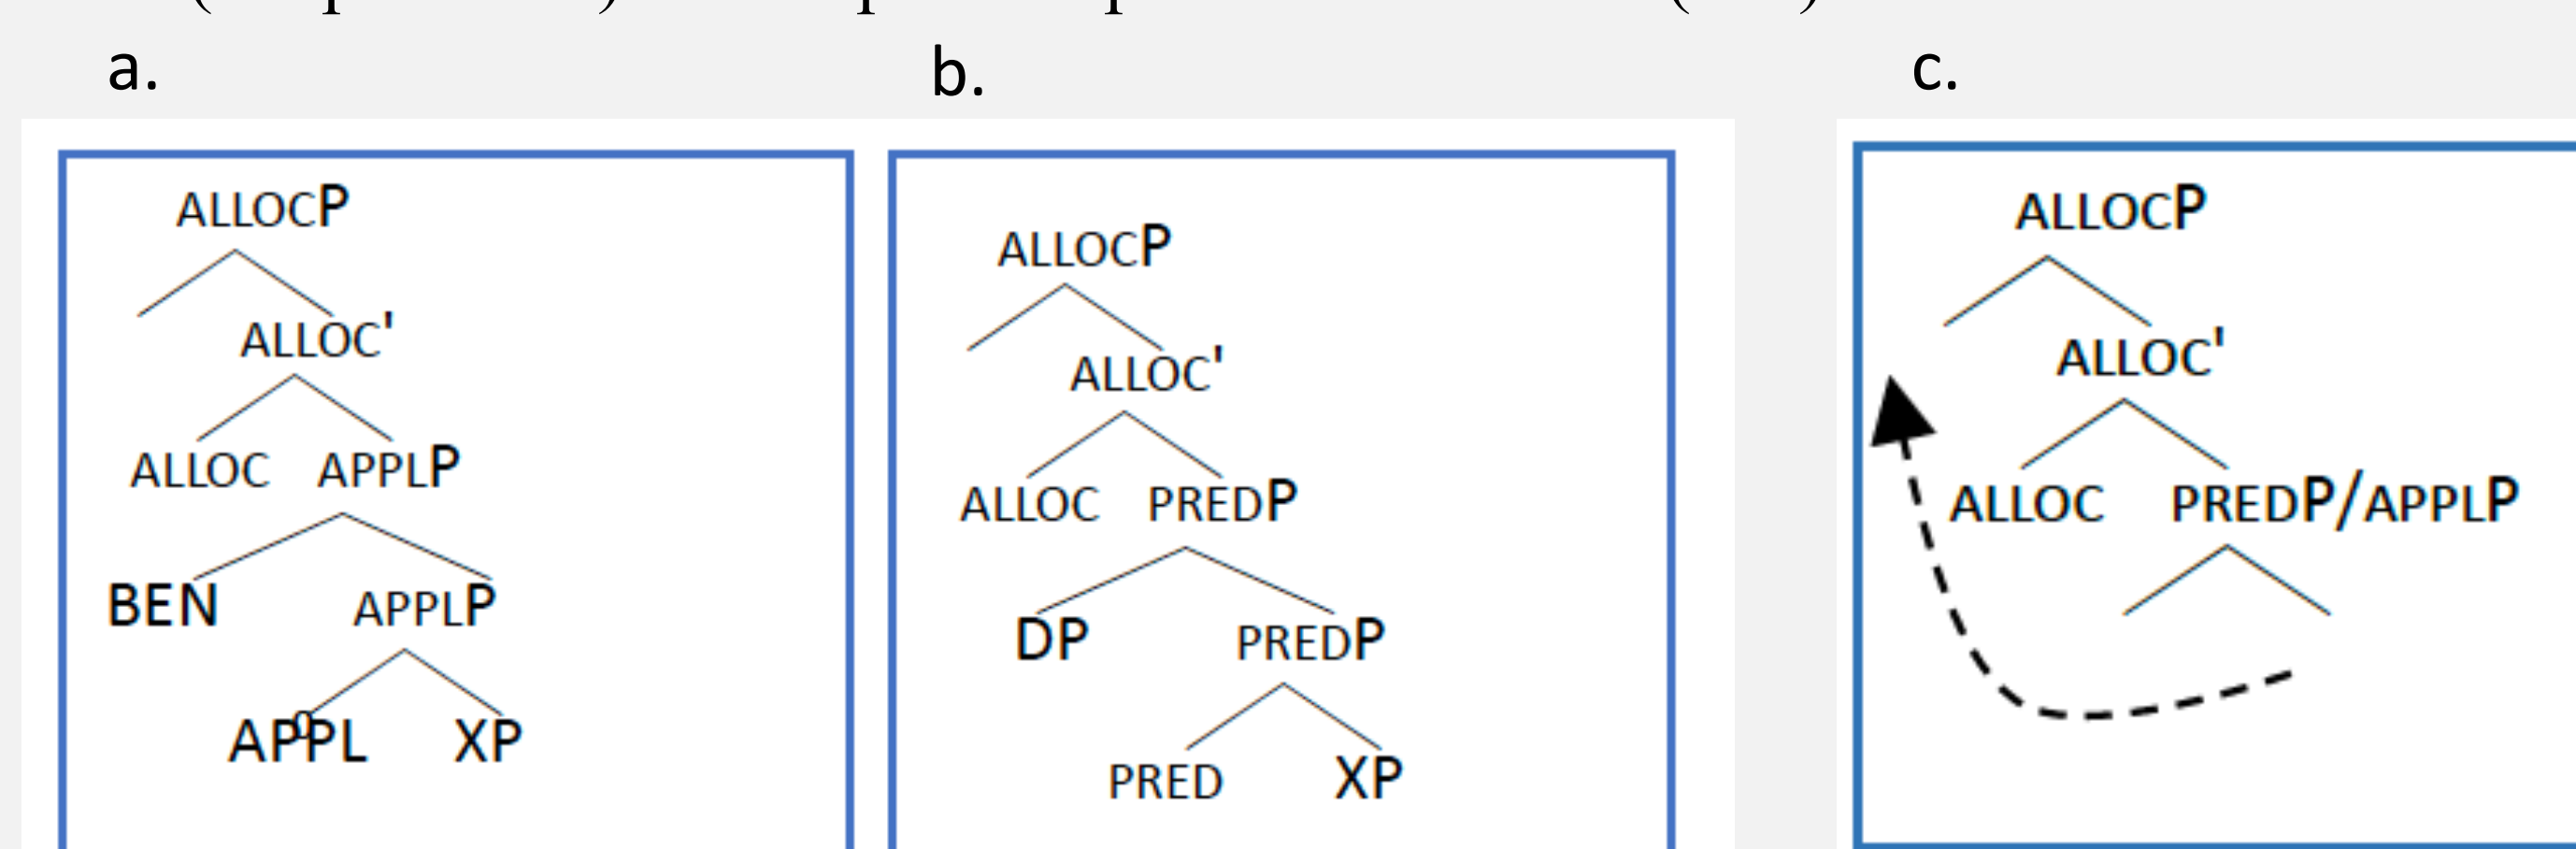 a.
b.
c.
ALLOCP
ALLOC'
ALLOC APPLP
BEN APPLP
APPL XP
ALLOCP
ALLOC'
ALLOC PREDP
DP PREDP
PRED XP
ALLOCP
ALLOC'
ALLOC PREDP/APPLP